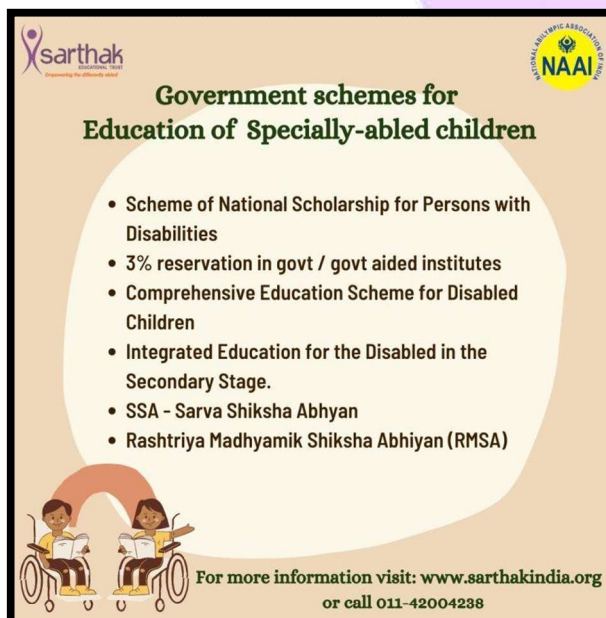 sarthak
EDUCATIONAL TRUST
Empowering the differently abled
NATIONAL ABILYMPIC ASSOCIATION OF INDIA
NAAI
Government schemes for
Education of Specially-abled children
• Scheme of National Scholarship for Persons with
Disabilities
• 3% reservation in govt / govt aided institutes
• Comprehensive Education Scheme for Disabled
Children
• Integrated Education for the Disabled in the
Secondary Stage.
• SSA - Sarva Shiksha Abhyan
• Rashtriya Madhyamik Shiksha Abhiyan (RMSA)
For more information visit: www.sarthakindia.org
or call 011-42004238